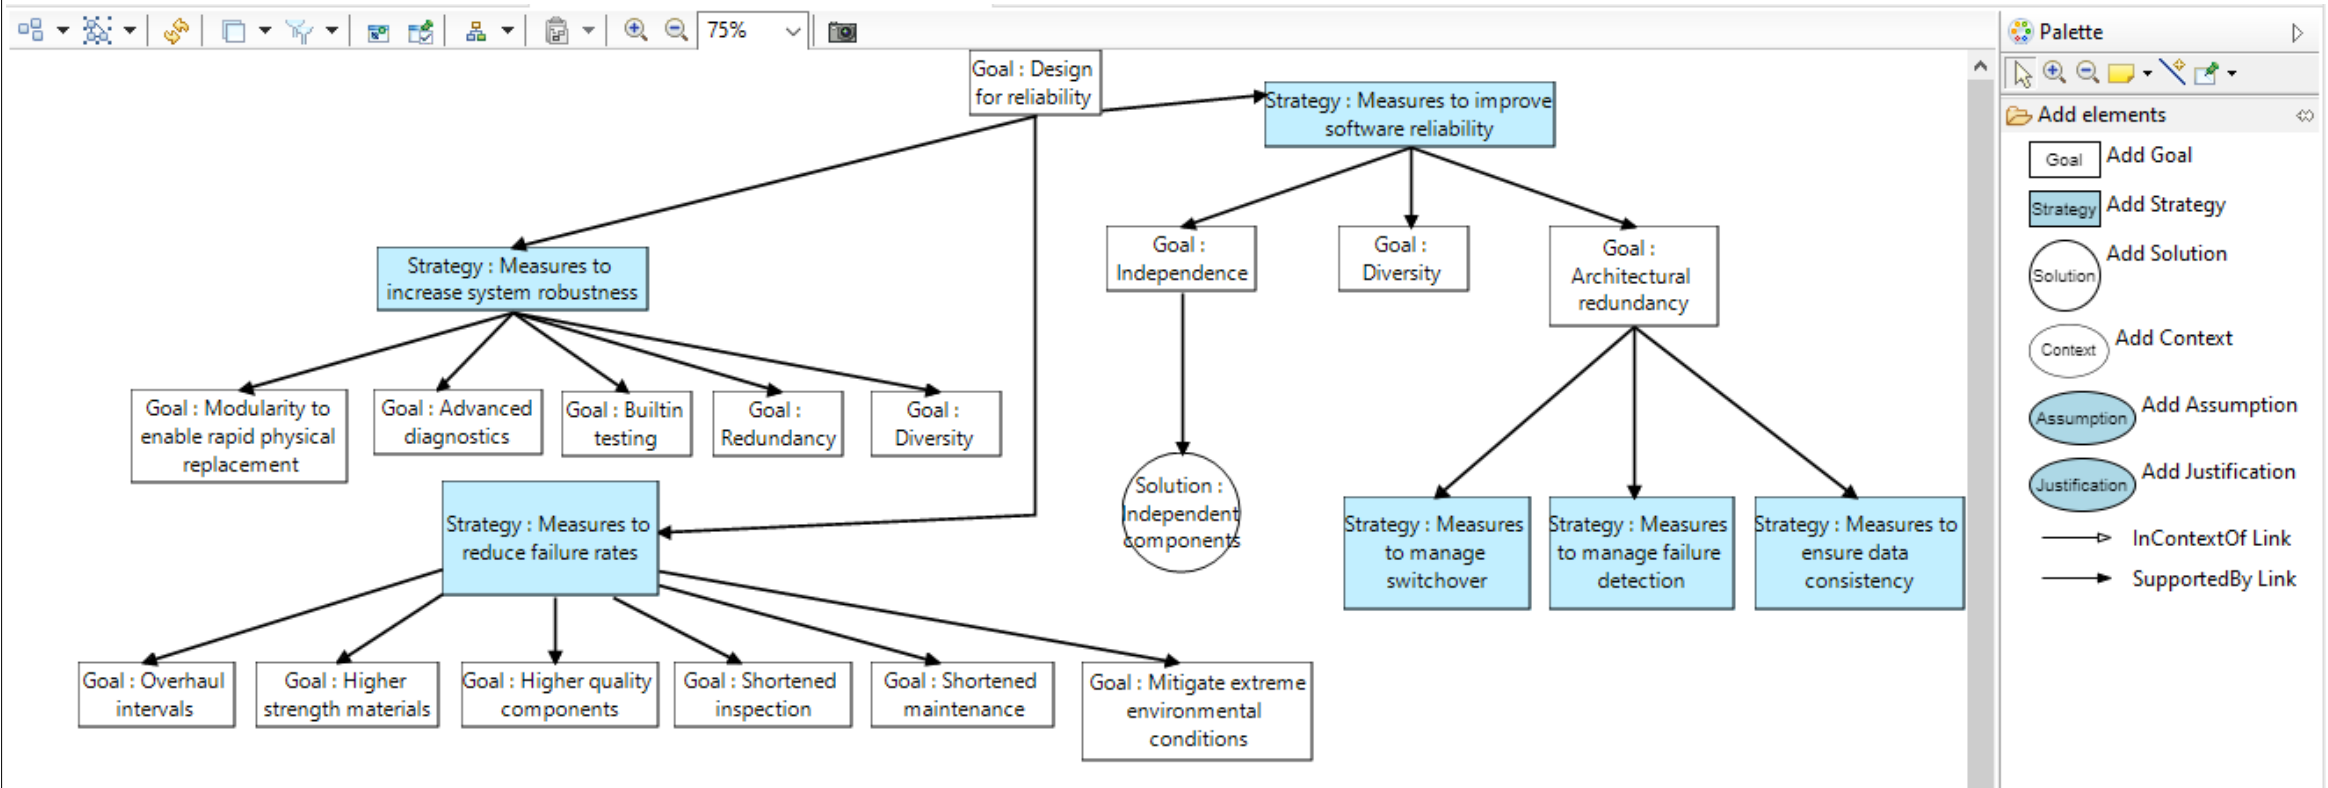 75%
Palette
Goal : Design
for reliability
Strategy : Measures to improve
software reliability
Add elements
Goal
Add Goal
Strategy
Add Strategy
Solution
Add Solution
Context
Add Context
Assumption
Add Assumption
Justification
Add Justification
InContextOf Link
SupportedBy Link
Strategy : Measures to
increase system robustness
Goal :
Independence
Goal :
Diversity
Goal :
Architectural
redundancy
Goal : Modularity to
enable rapid physical
replacement
Goal : Advanced
diagnostics
Goal : Builtin
testing
Goal :
Redundancy
Goal :
Diversity
Strategy : Measures to
reduce failure rates
Solution :
Independent
components
Strategy : Measures
to manage
switchover
Strategy : Measures
to manage failure
detection
Strategy : Measures to
ensure data
consistency
Goal : Overhaul
intervals
Goal : Higher
strength materials
Goal : Higher quality
components
Goal : Shortened
inspection
Goal : Shortened
maintenance
Goal : Mitigate extreme
environmental
conditions